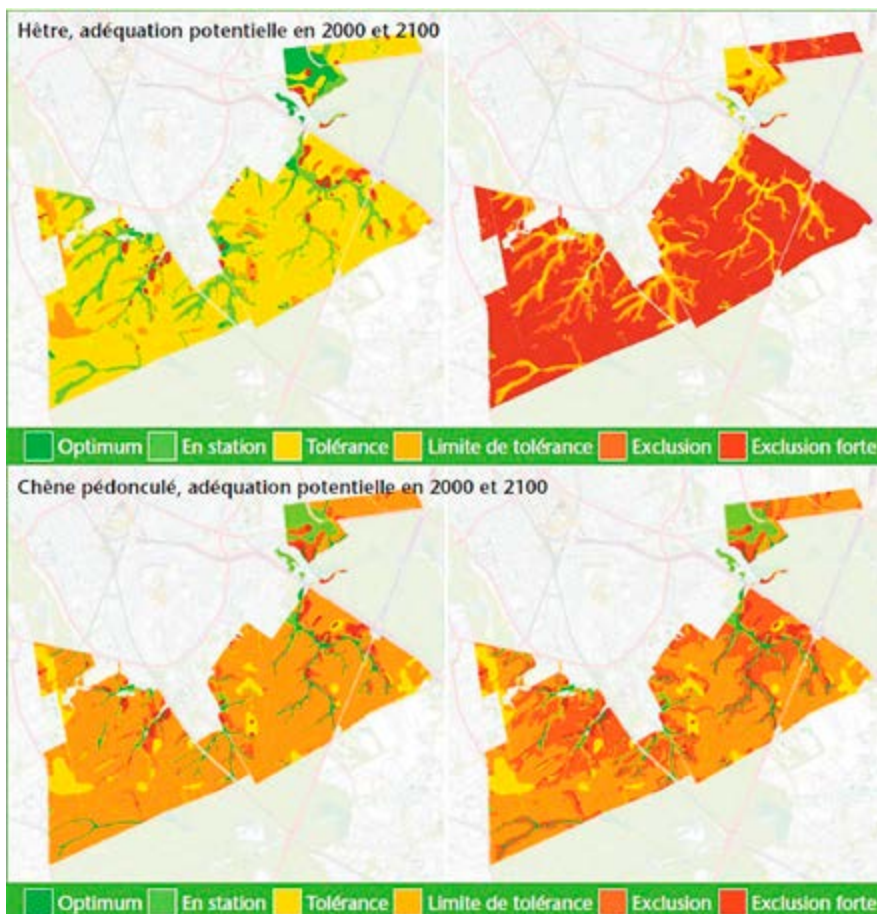 Hêtre, adéquation potentielle en 2000 et 2100
Optimum En station Tolérance Limite de tolérance Exclusion Exclusion forte
Chêne pédonculé, adéquation potentielle en 2000 et 2100
Optimum En station Tolérance Limite de tolérance Exclusion Exclusion forte